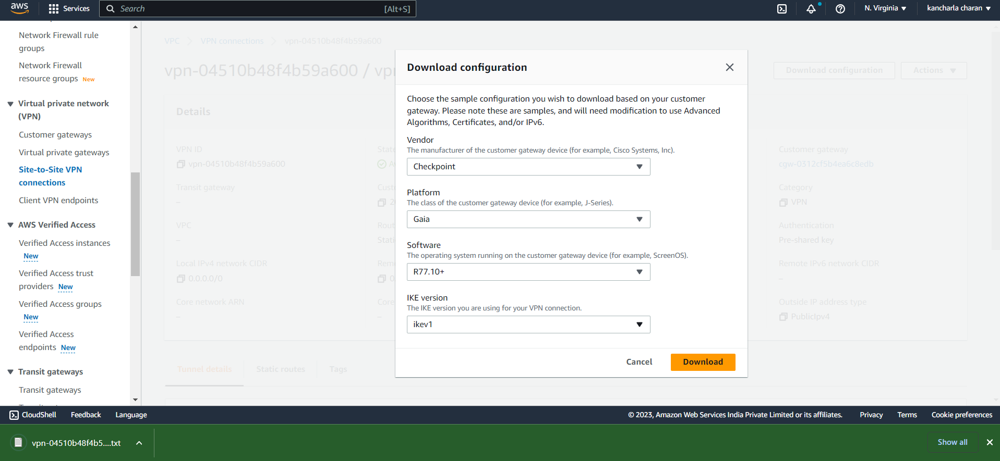 aws
Services
Search
[Alt+S]
N. Virginia
kancharla charan
Network Firewall rule
groups
Network Firewall
resource groups New
Virtual private network
(VPN)
Customer gateways
Virtual private gateways
Site-to-Site VPN
connections
Client VPN endpoints
AWS Verified Access
Verified Access instances
New
Verified Access trust
providers New
Verified Access groups
New
Verified Access
endpoints New
Transit gateways
Transit gateways
VPC
VPN connections
vpn-04510b48f4b59a600
vpn-04510b48f4b59a600 / vpn
Download configuration
Actions
Details
VPN ID
vpn-04510b48f4b59a600
State
Customer gateway
cgw-0312cf5b4ea6c8edb
Transit gateway
–
Category
VPN
VPC
–
Authentication
Pre-shared key
Local IPv4 network CIDR
0.0.0.0/0
Remote IPv6 network CIDR
–
Core network ARN
–
Core
–
Outside IP address type
PublicIpv4
Tunnel details
Static routes
Tags
Download configuration
Choose the sample configuration you wish to download based on your customer
gateway. Please note these are samples, and will need modification to use Advanced
Algorithms, Certificates, and/or IPv6.
Vendor
The manufacturer of the customer gateway device (for example, Cisco Systems, Inc).
Checkpoint
Platform
The class of the customer gateway device (for example, J-Series).
Gaia
Software
The operating system running on the customer gateway device (for example, ScreenOS).
R77.10+
IKE version
The IKE version you are using for your VPN connection.
ikev1
Cancel
Download
CloudShell
Feedback
Language
© 2023, Amazon Web Services India Private Limited or its affiliates.
Privacy
Terms
Cookie preferences
vpn-04510b48f4b5....txt
Show all